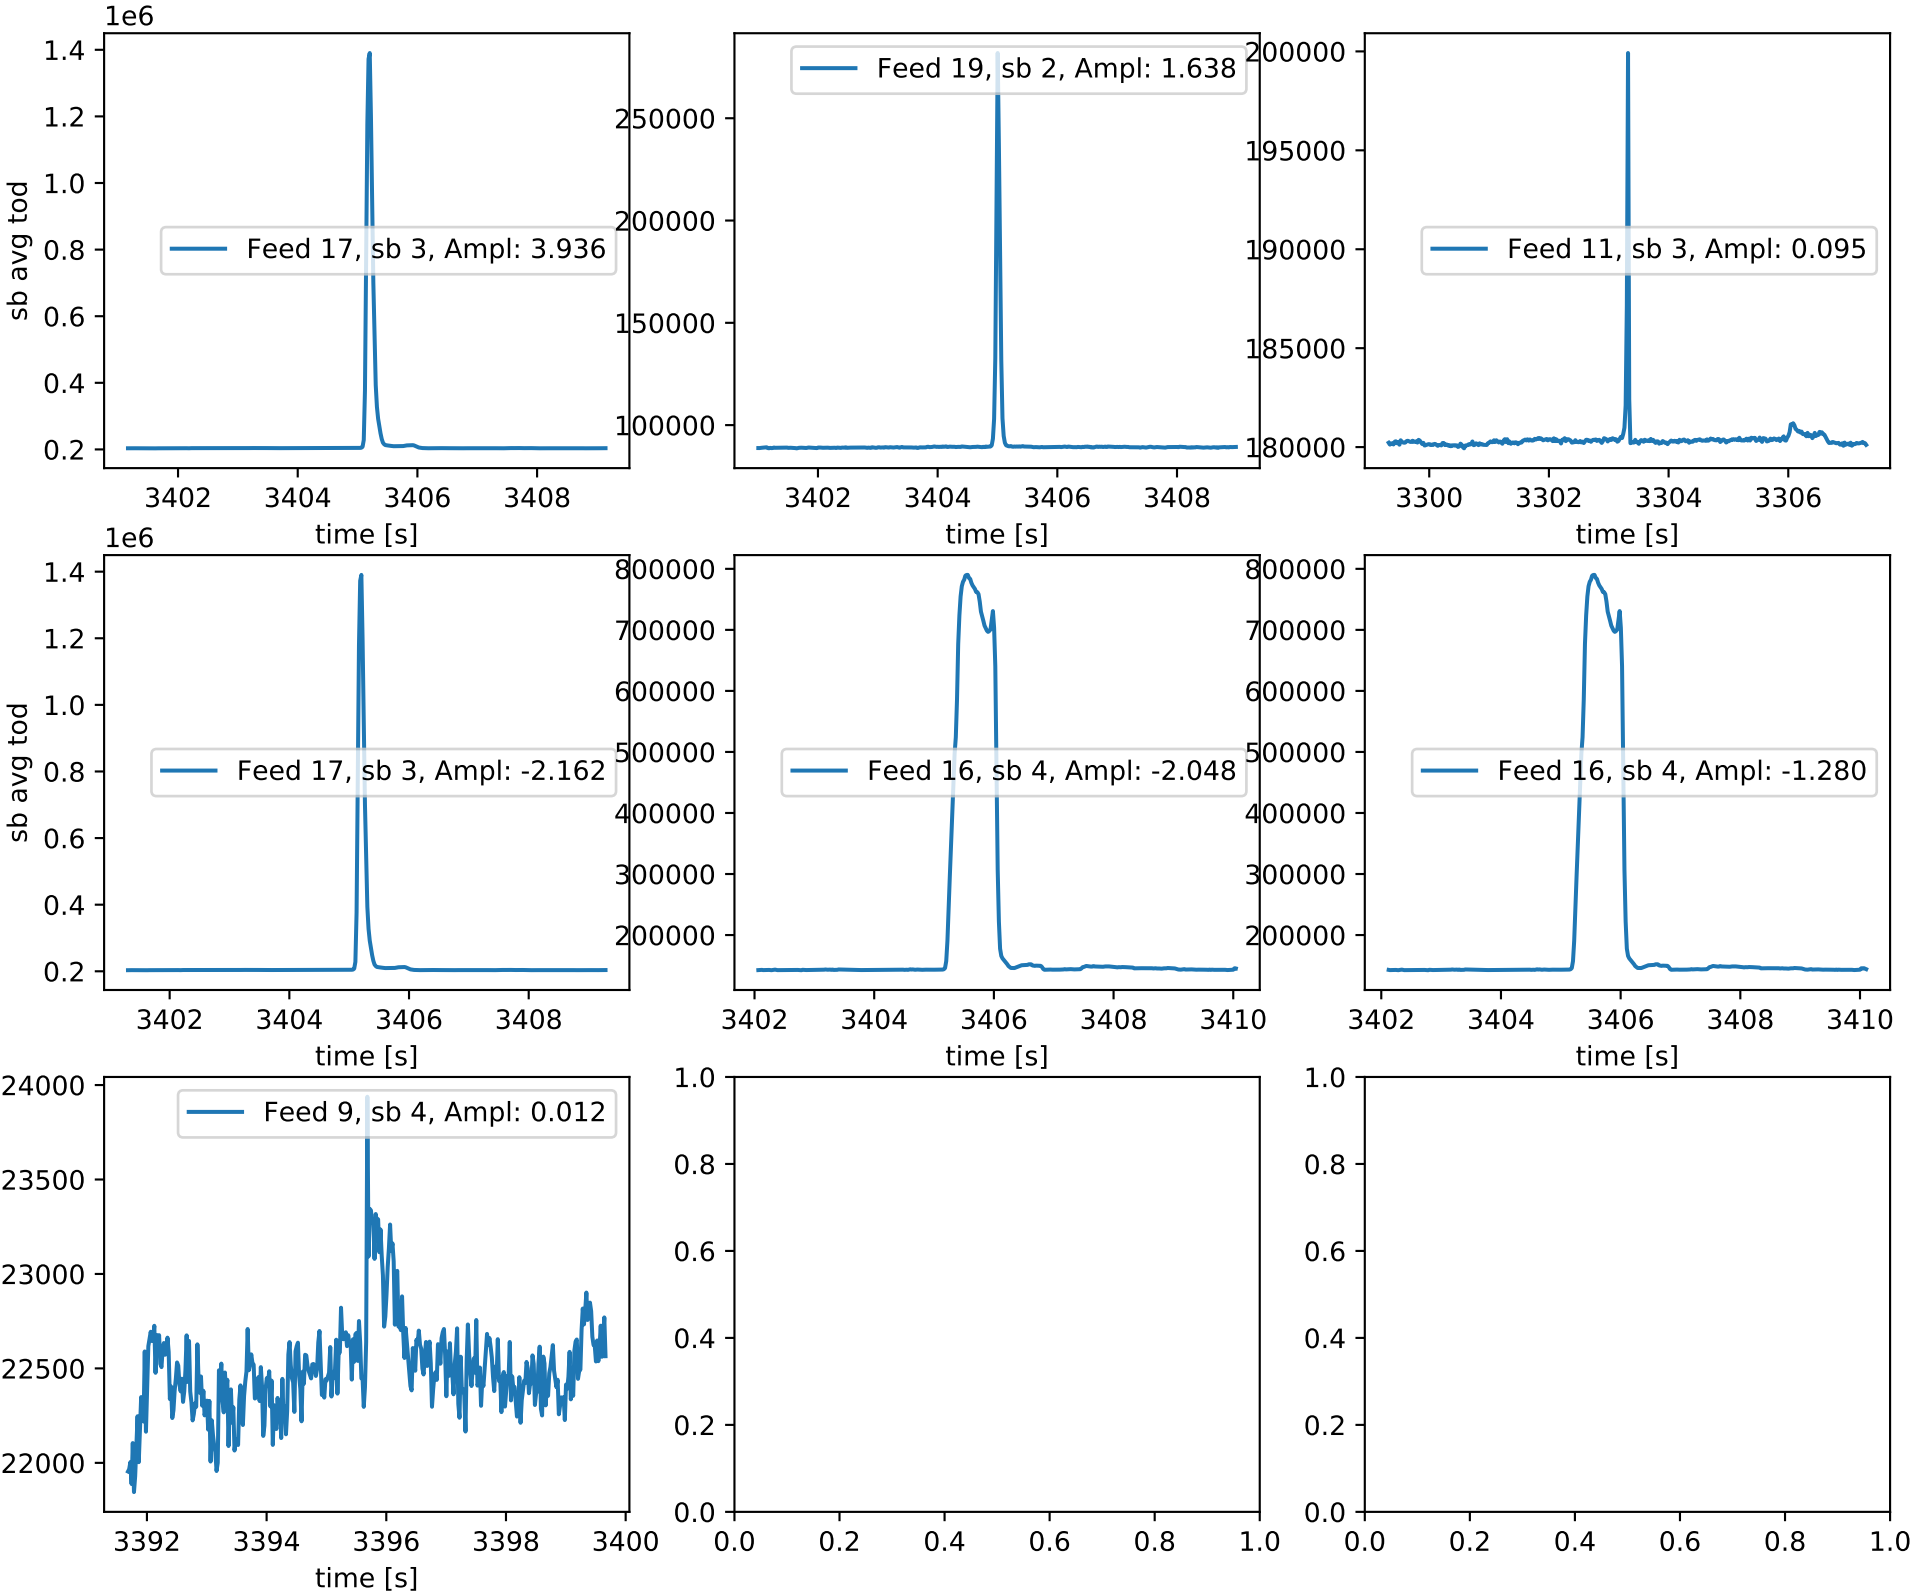 1e6
sb avg tod
1.4
1.2
1.0
0.8
0.6
0.4
0.2
Feed 17, sb 3, Ampl: 3.936
3402 3404 3406 3408
time [s]
250000
200000
150000
100000
Feed 19, sb 2, Ampl: 1.638
3402 3404 3406 3408
time [s]
200000
195000
190000
185000
180000
Feed 11, sb 3, Ampl: 0.095
3300 3302 3304 3306
time [s]
1e6
sb avg tod
1.4
1.2
1.0
0.8
0.6
0.4
0.2
Feed 17, sb 3, Ampl: -2.162
3402 3404 3406 3408
time [s]
800000
700000
600000
500000
400000
300000
200000
Feed 16, sb 4, Ampl: -2.048
3402 3404 3406 3408 3410
time [s]
800000
700000
600000
500000
400000
300000
200000
Feed 16, sb 4, Ampl: -1.280
3402 3404 3406 3408 3410
time [s]
24000
23500
23000
22500
22000
Feed 9, sb 4, Ampl: 0.012
3392 3394 3396 3398 3400
time [s]
1.0
0.8
0.6
0.4
0.2
0.0
0.0 0.2 0.4 0.6 0.8 1.0
1.0
0.8
0.6
0.4
0.2
0.0
0.0 0.2 0.4 0.6 0.8 1.0